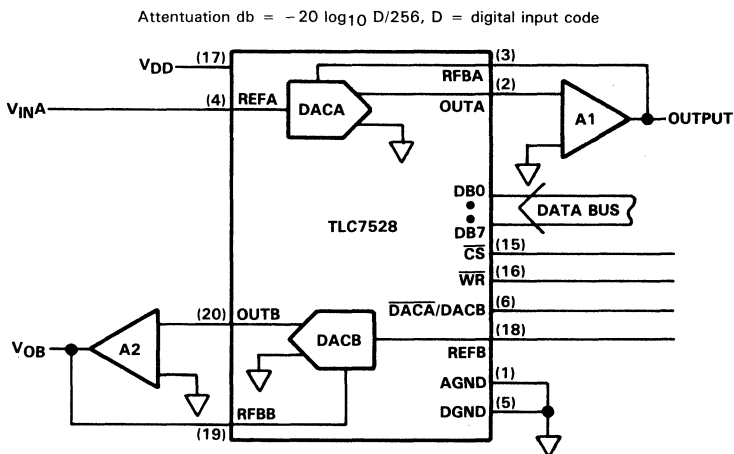 Attentuation db = −20 log10 D/256, D = digital input code
VDD (17)
(3)
RFBA
(2)
OUTA
VINA
(4) REFA
DACA
A1
OUTPUT
DB0
DATA BUS
DB7
TLC7528
CS (15)
WR (16)
DACA/DACB (6)
(18)
REFB
(20) OUTB
DACB
VOB
A2
AGND (1)
DGND (5)
RFBB
(19)